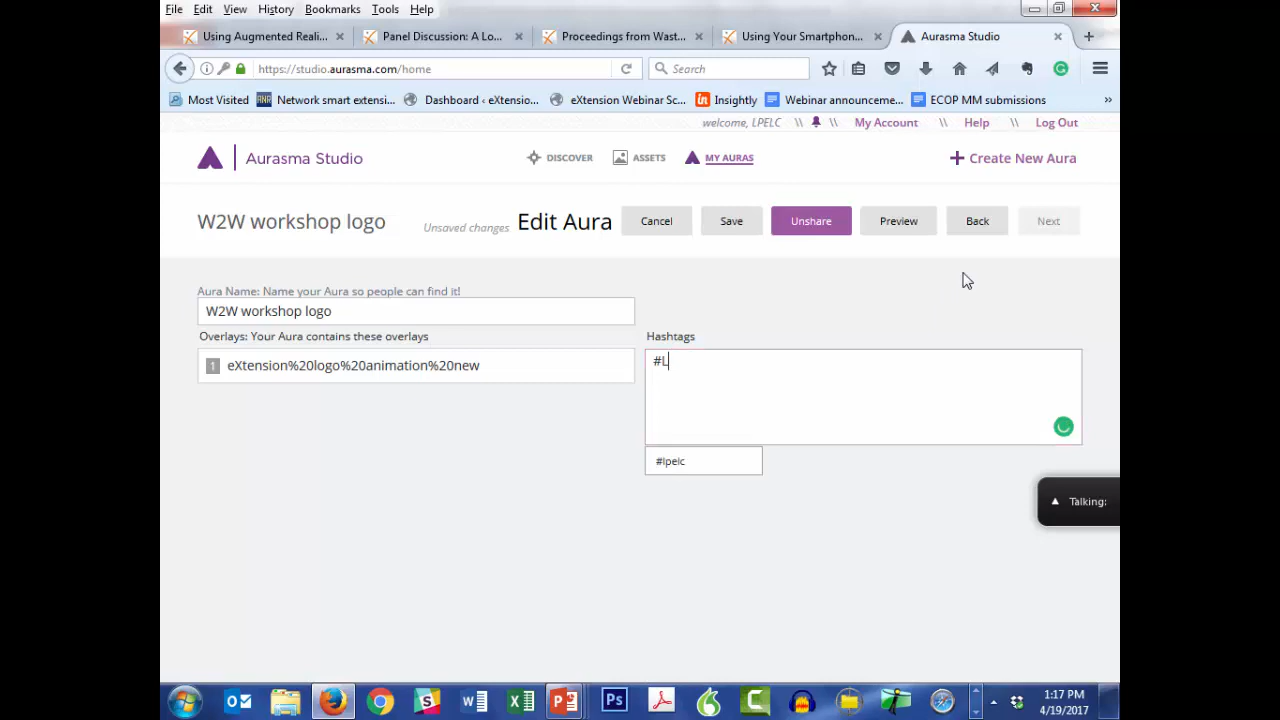 File Edit View History Bookmarks Tools Help
Using Augmented Reali... Panel Discussion: A Lo... Proceedings from Wast... Using Your Smartphon... Aurasma Studio
https://studio.aurasma.com/home Search
Most Visited Network smart extensi... Dashboard ‹ eXtensio... eXtension Webinar Sc... in Insightly Webinar announceme... ECOP MM submissions »
welcome, LPELC \\ \\ My Account \\ Help \\ Log Out
Aurasma Studio DISCOVER ASSETS MY AURAS + Create New Aura
W2W workshop logo Unsaved changes Edit Aura Cancel Save Unshare Preview Back Next
Aura Name: Name your Aura so people can find it!
W2W workshop logo
Overlays: Your Aura contains these overlays Hashtags
1 eXtension%20logo%20animation%20new #L
#lpelc
Talking:
1:17 PM
4/19/2017